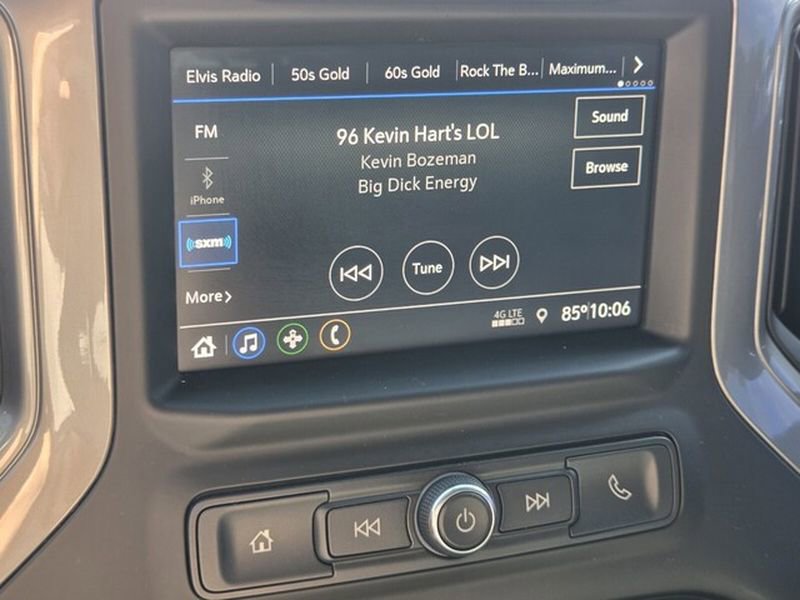 Elvis Radio 50s Gold 60s Gold Rock The B... Maximum...
FM
96 Kevin Hart's LOL
Sound
Kevin Bozeman
Browse
Big Dick Energy
iPhone
sxm
Tune
More
4G LTE
85° 10:06